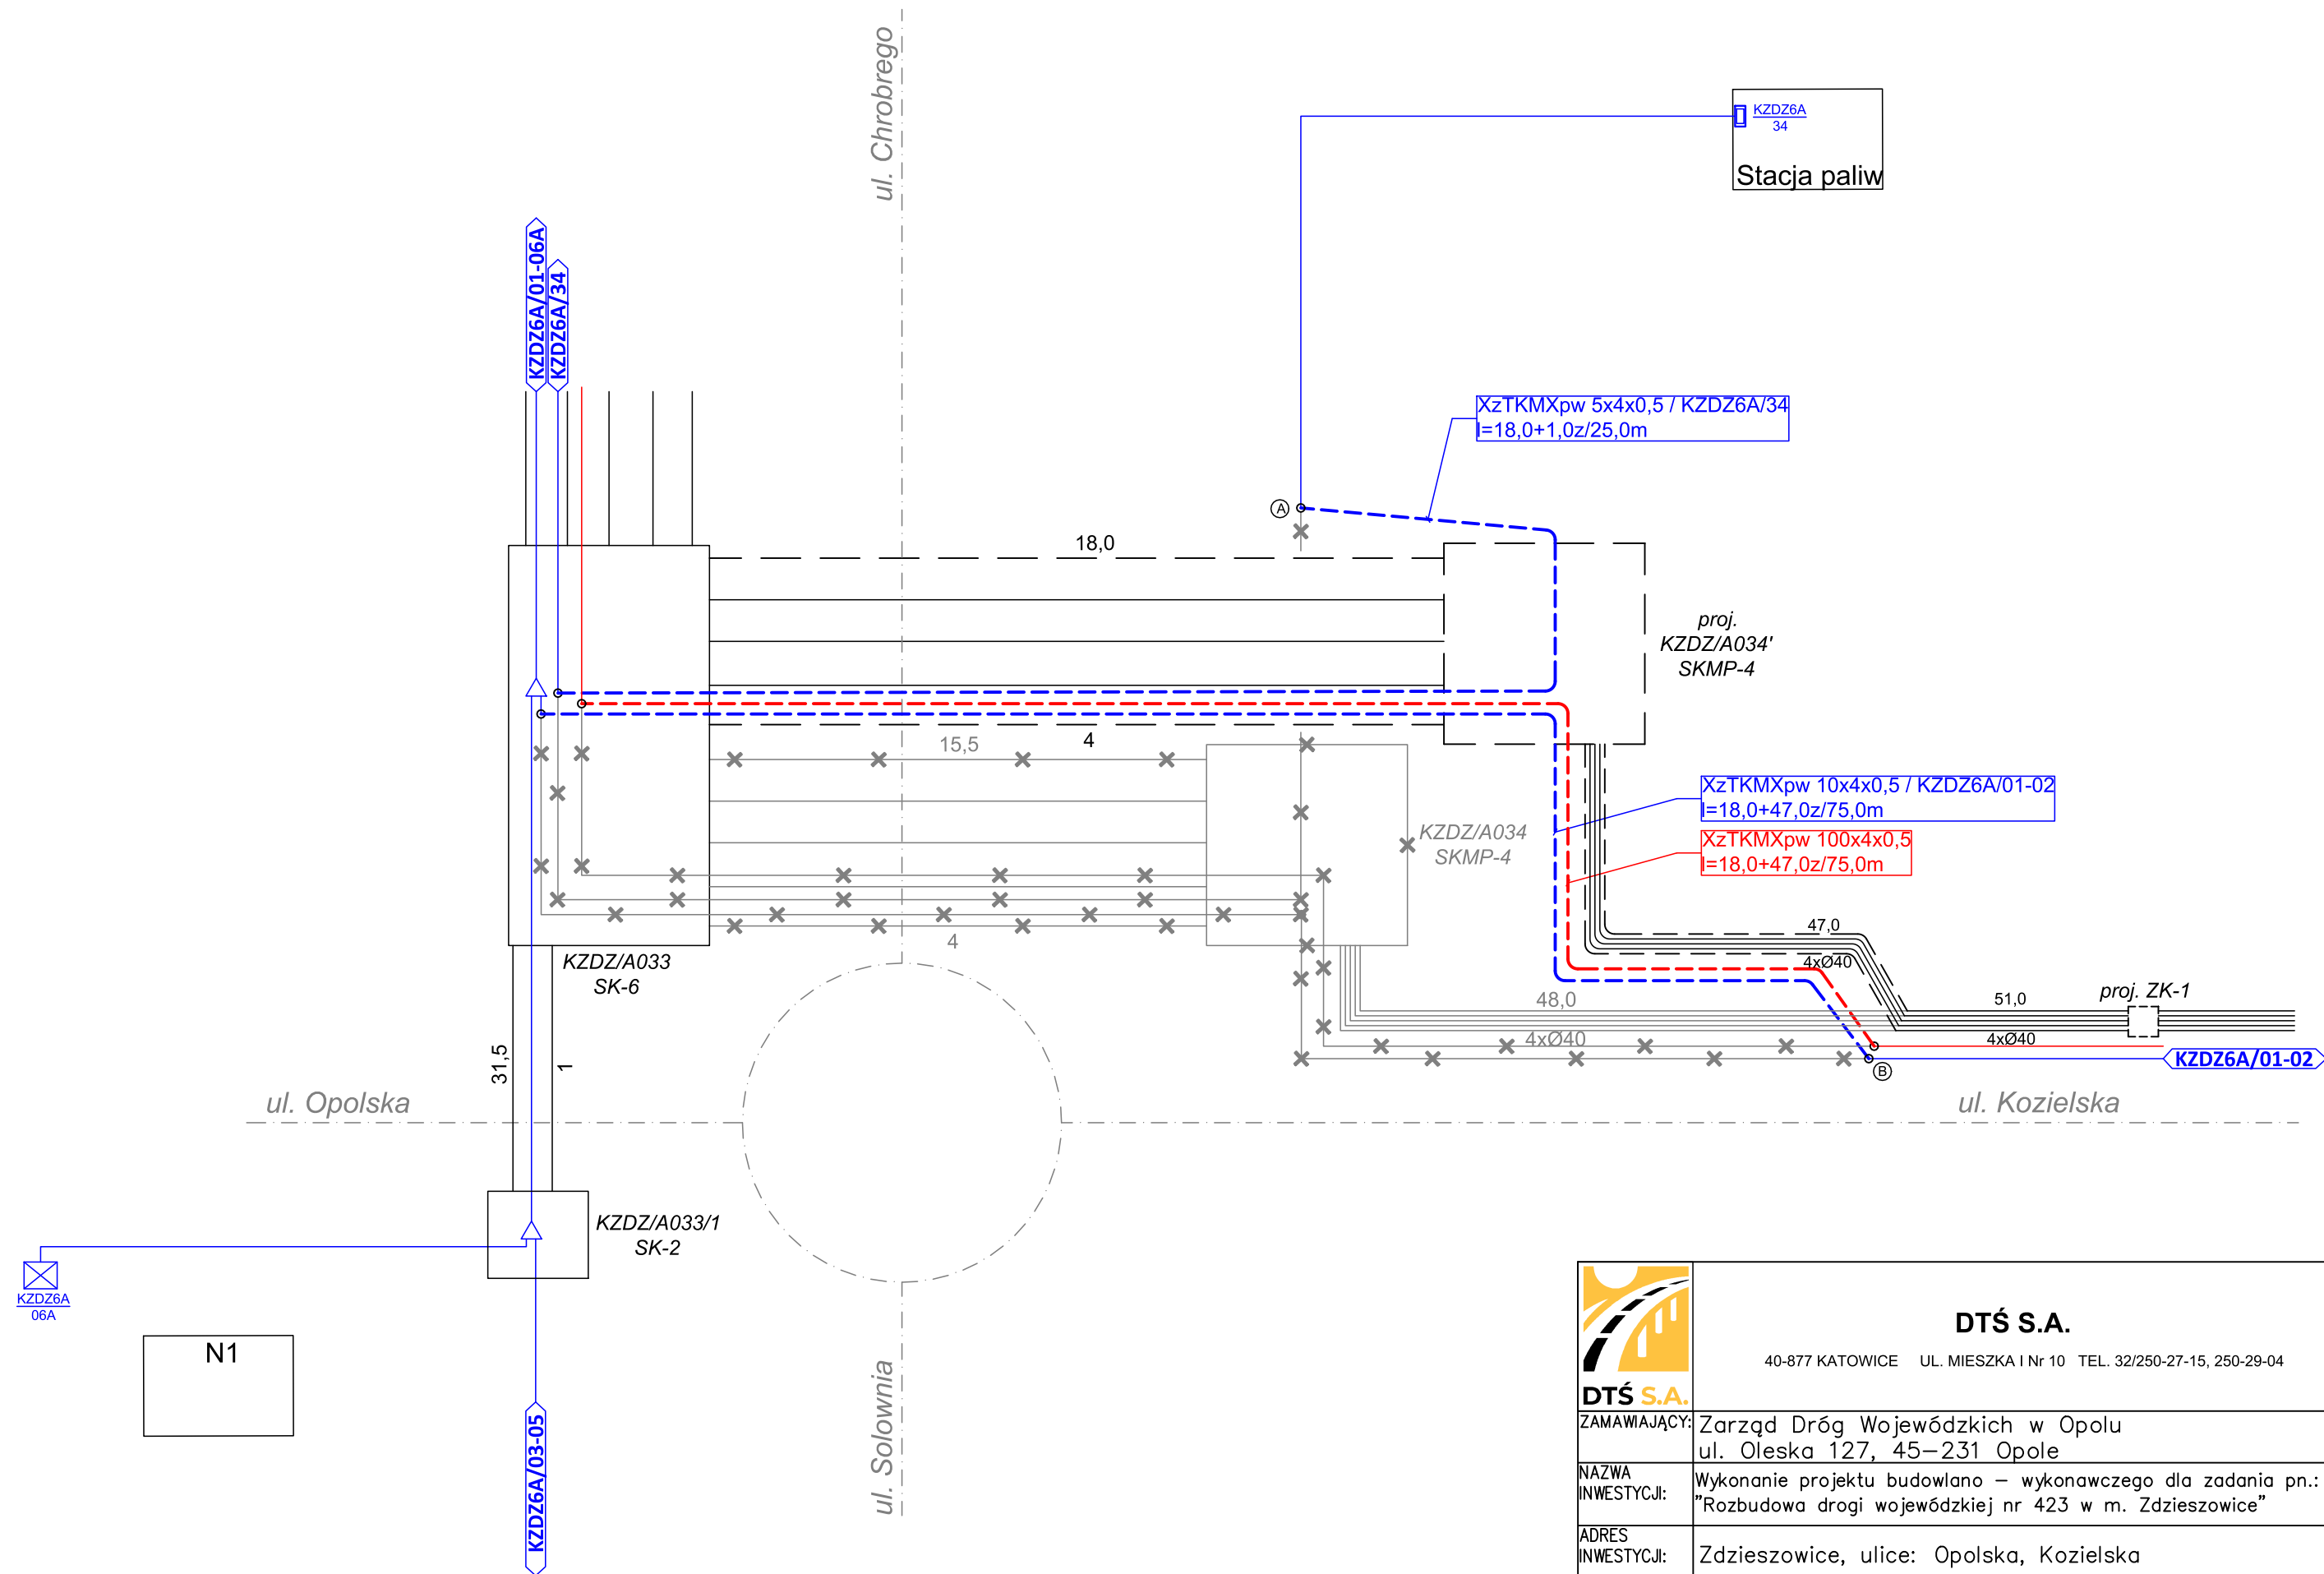 ul. Chrobrego
KZDZ6A
34
Stacja paliw
KZDZ6A/01-06A
KZDZ6A/34
XzTKMXpw 5x4x0,5 / KZDZ6A/34
l=18,0+1,0z/25,0m
A
18,0
proj.
KZDZ/A034'
SKMP-4
15,5
4
XzTKMXpw 10x4x0,5 / KZDZ6A/01-02
l=18,0+47,0z/75,0m
KZDZ/A034
SKMP-4
XzTKMXpw 100x4x0,5
l=18,0+47,0z/75,0m
47,0
4
KZDZ/A033
SK-6
4xØ40
48,0
51,0
proj. ZK-1
4xØ40
4xØ40
31,5
1
KZDZ6A/01-02
B
ul. Opolska
ul. Kozielska
KZDZ/A033/1
SK-2
KZDZ6A
06A
N1
KZDZ6A/03-05
ul. Solownia
DTŚ S.A.
DTŚ S.A.
40-877 KATOWICE UL. MIESZKA I Nr 10 TEL. 32/250-27-15, 250-29-04
ZAMAWIAJĄCY: Zarząd Dróg Wojewódzkich w Opolu
ul. Oleska 127, 45-231 Opole
NAZWA INWESTYCJI: Wykonanie projektu budowlano - wykonawczego dla zadania pn.:
"Rozbudowa drogi wojewódzkiej nr 423 w m. Zdzieszowice"
ADRES INWESTYCJI: Zdzieszowice, ulice: Opolska, Kozielska